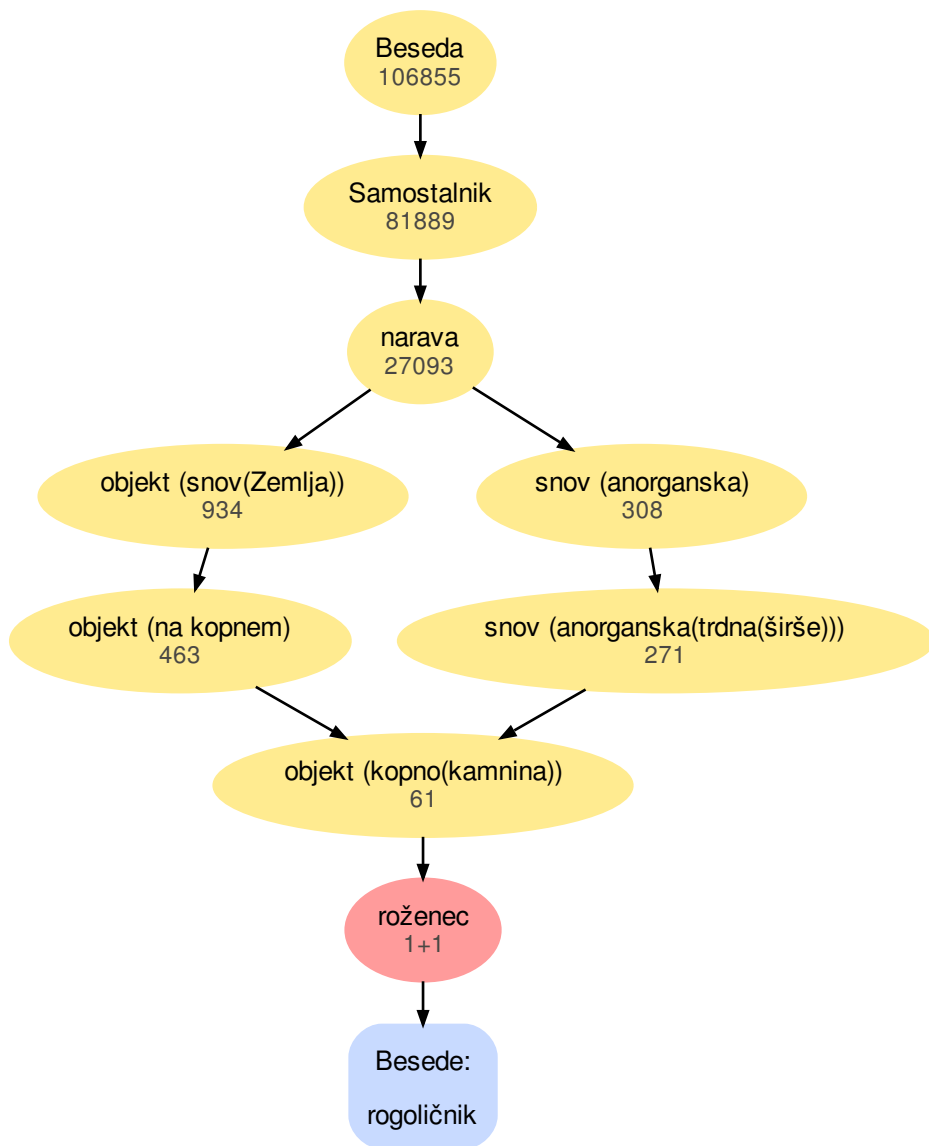 Beseda
106855
Samostalnik
81889
narava
27093
objekt (snov(Zemlja))
934
snov (anorganska)
308
objekt (na kopnem)
463
snov (anorganska(trdna(širše)))
271
objekt (kopno(kamnina))
61
roženec
1+1
Besede:
rogoličnik